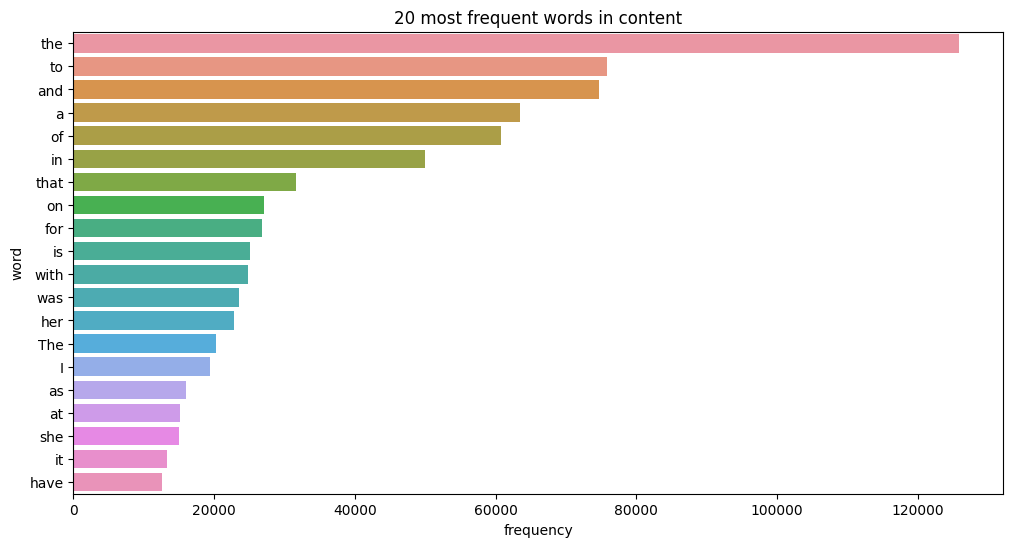 20 most frequent words in content
the
to
and
a
of
in
that
on
for
is
with
was
her
The
I
as
at
she
it
have
word
0 20000 40000 60000 80000 100000 120000
frequency